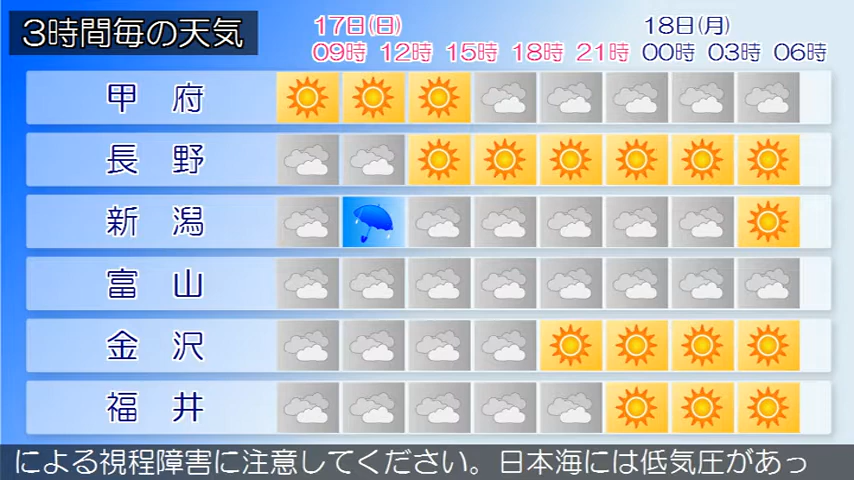 3時間毎の天気
17日(日) 18日(月)
09時 12時 15時 18時 21時 00時 03時 06時
甲府
長野
新潟
富山
金沢
福井
による視程障害に注意してください。日本海には低気圧があっ